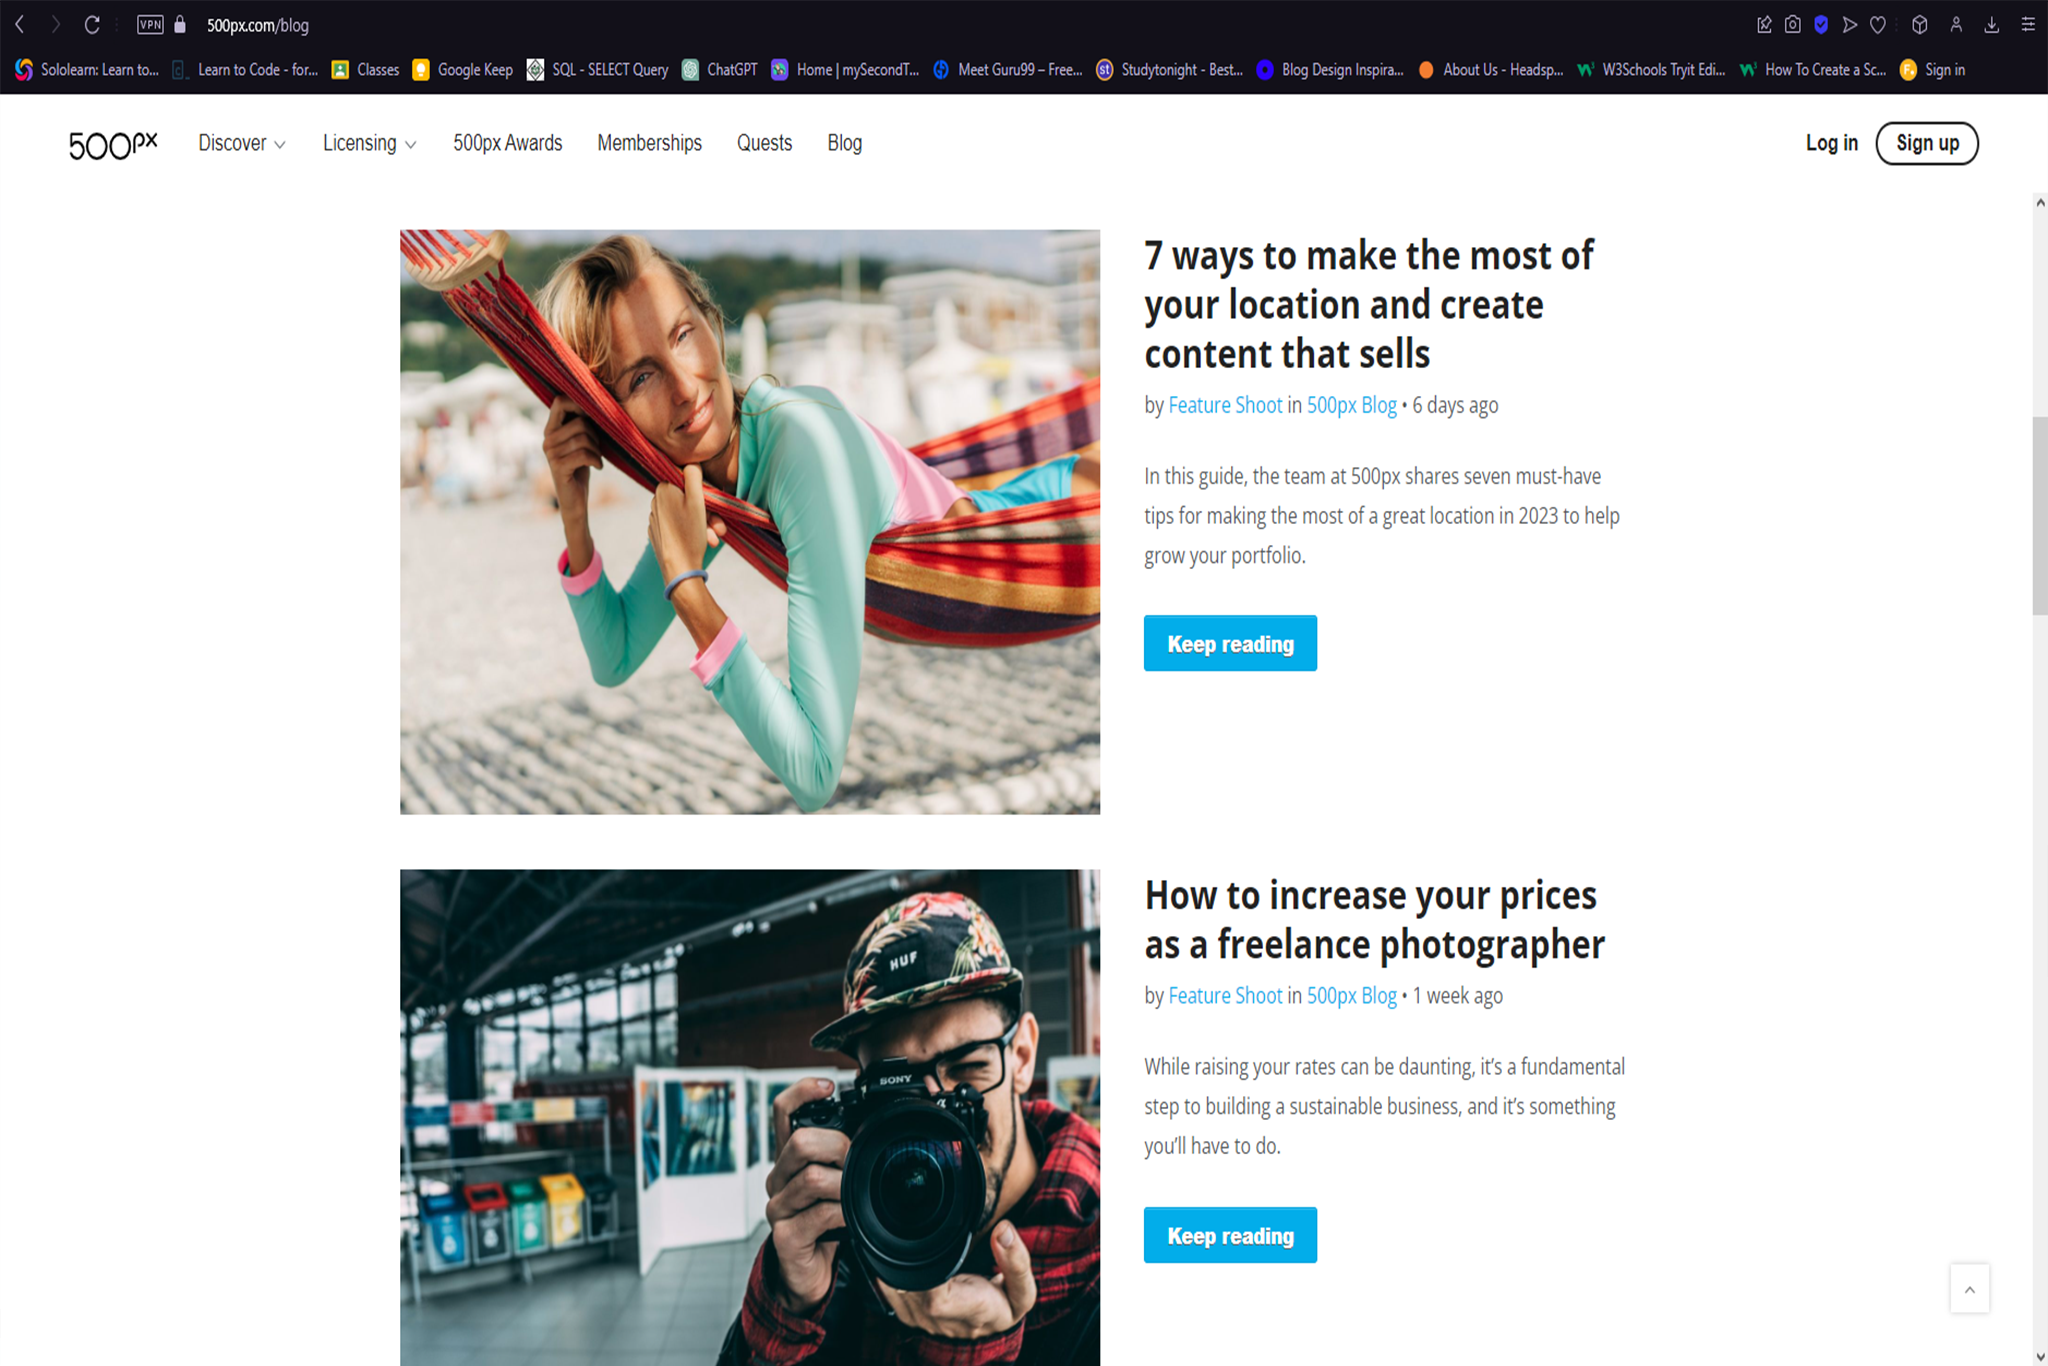 VPN 500px.com/blog
Sololearn: Learn to... Learn to Code - for... Classes Google Keep SQL - SELECT Query ChatGPT Home | mySecondT... Meet Guru99 – Free... Studytonight - Best... Blog Design Inspira... About Us - Headsp... W3Schools Tryit Edi... How To Create a Sc... Sign in
500px Discover Licensing 500px Awards Memberships Quests Blog Log in Sign up
7 ways to make the most of
your location and create
content that sells
by Feature Shoot in 500px Blog • 6 days ago
In this guide, the team at 500px shares seven must-have
tips for making the most of a great location in 2023 to help
grow your portfolio.
Keep reading
HUF
SONY
How to increase your prices
as a freelance photographer
by Feature Shoot in 500px Blog • 1 week ago
While raising your rates can be daunting, it’s a fundamental
step to building a sustainable business, and it’s something
you’ll have to do.
Keep reading